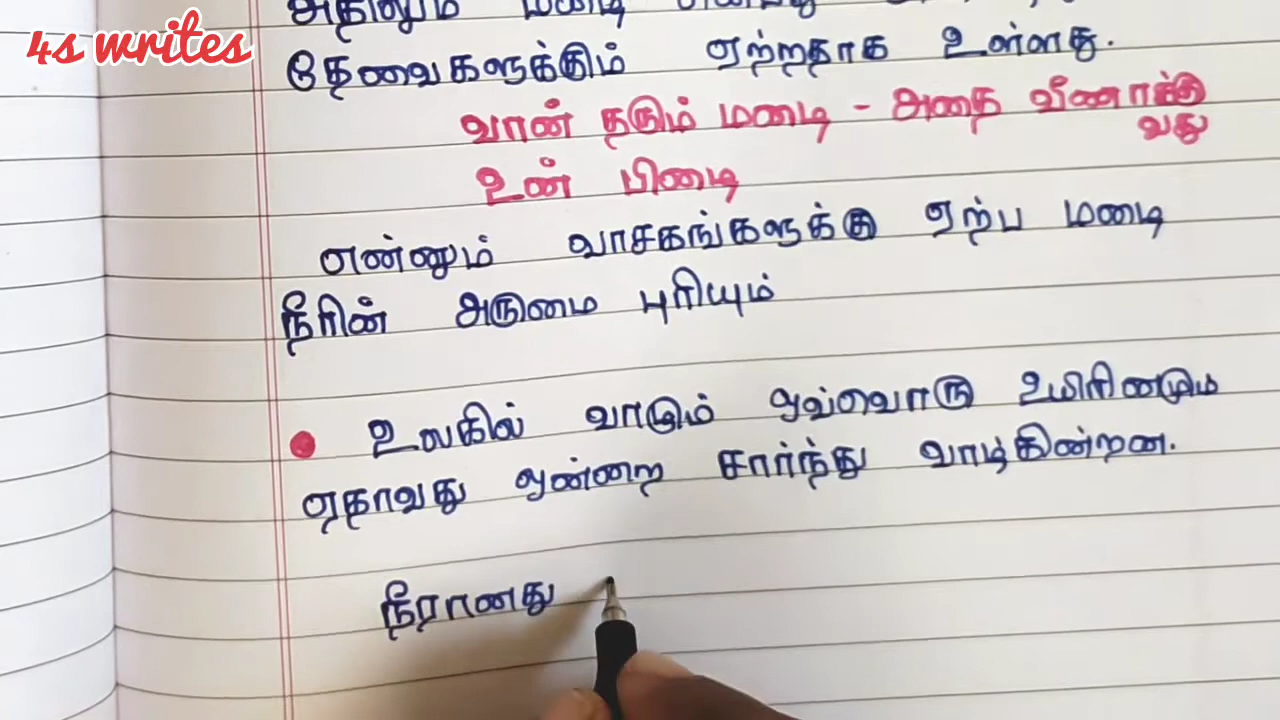 4s writes
தேவைகளுக்கும் ஏற்றதாக உள்ளது.
வான் தரும் மழை - அதை வீணாக்கு
வது
உன் பிழை
என்னும் வாசகங்களுக்கு ஏற்ப மழை
நீரின் அருமை புரியும்
உலகில் வாழும் ஒவ்வொரு உயிரிணமும்
ஏதாவது ஒன்றை சார்ந்து வாழ்கின்றன.
நீரானது